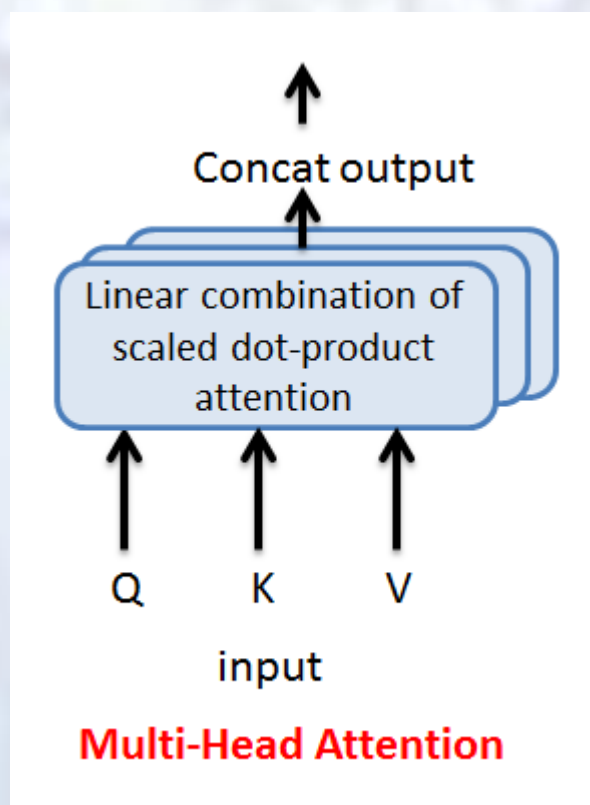 Concat output
Linear combination of
scaled dot-product
attention
Q K V
input
Multi-Head Attention